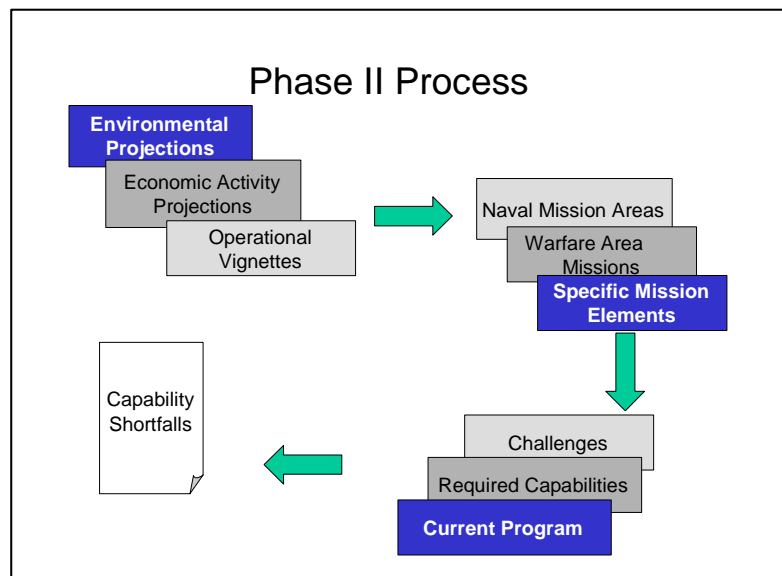 Phase II Process
Environmental
Projections
Economic Activity
Projections
Operational
Vignettes
Naval Mission Areas
Warfare Area
Missions
Specific Mission
Elements
Challenges
Required Capabilities
Current Program
Capability
Shortfalls